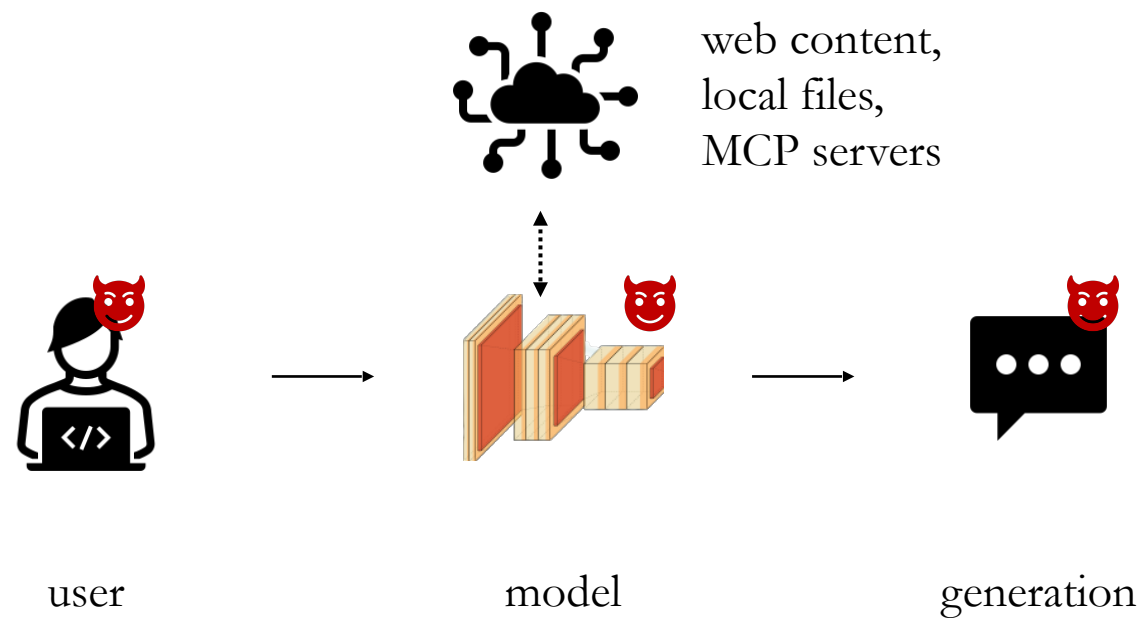 web content,
local files,
MCP servers
</>
user
model
generation